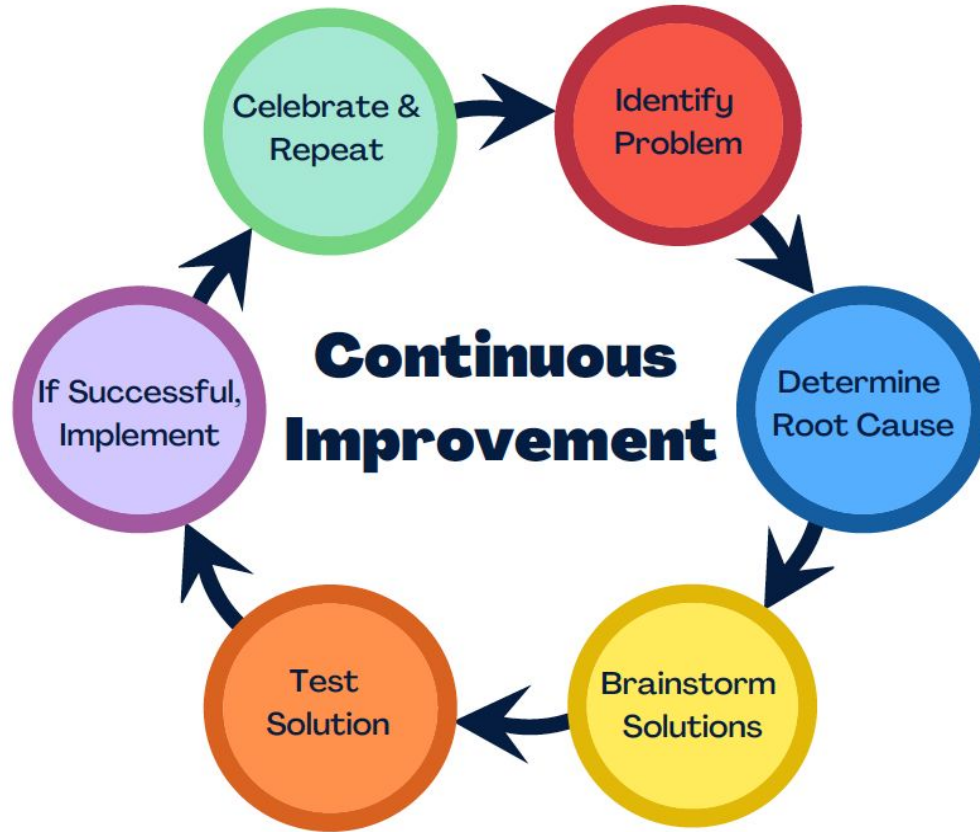 Continuous
Improvement
Identify
Problem
Determine
Root Cause
Brainstorm
Solutions
Test
Solution
If Successful,
Implement
Celebrate &
Repeat